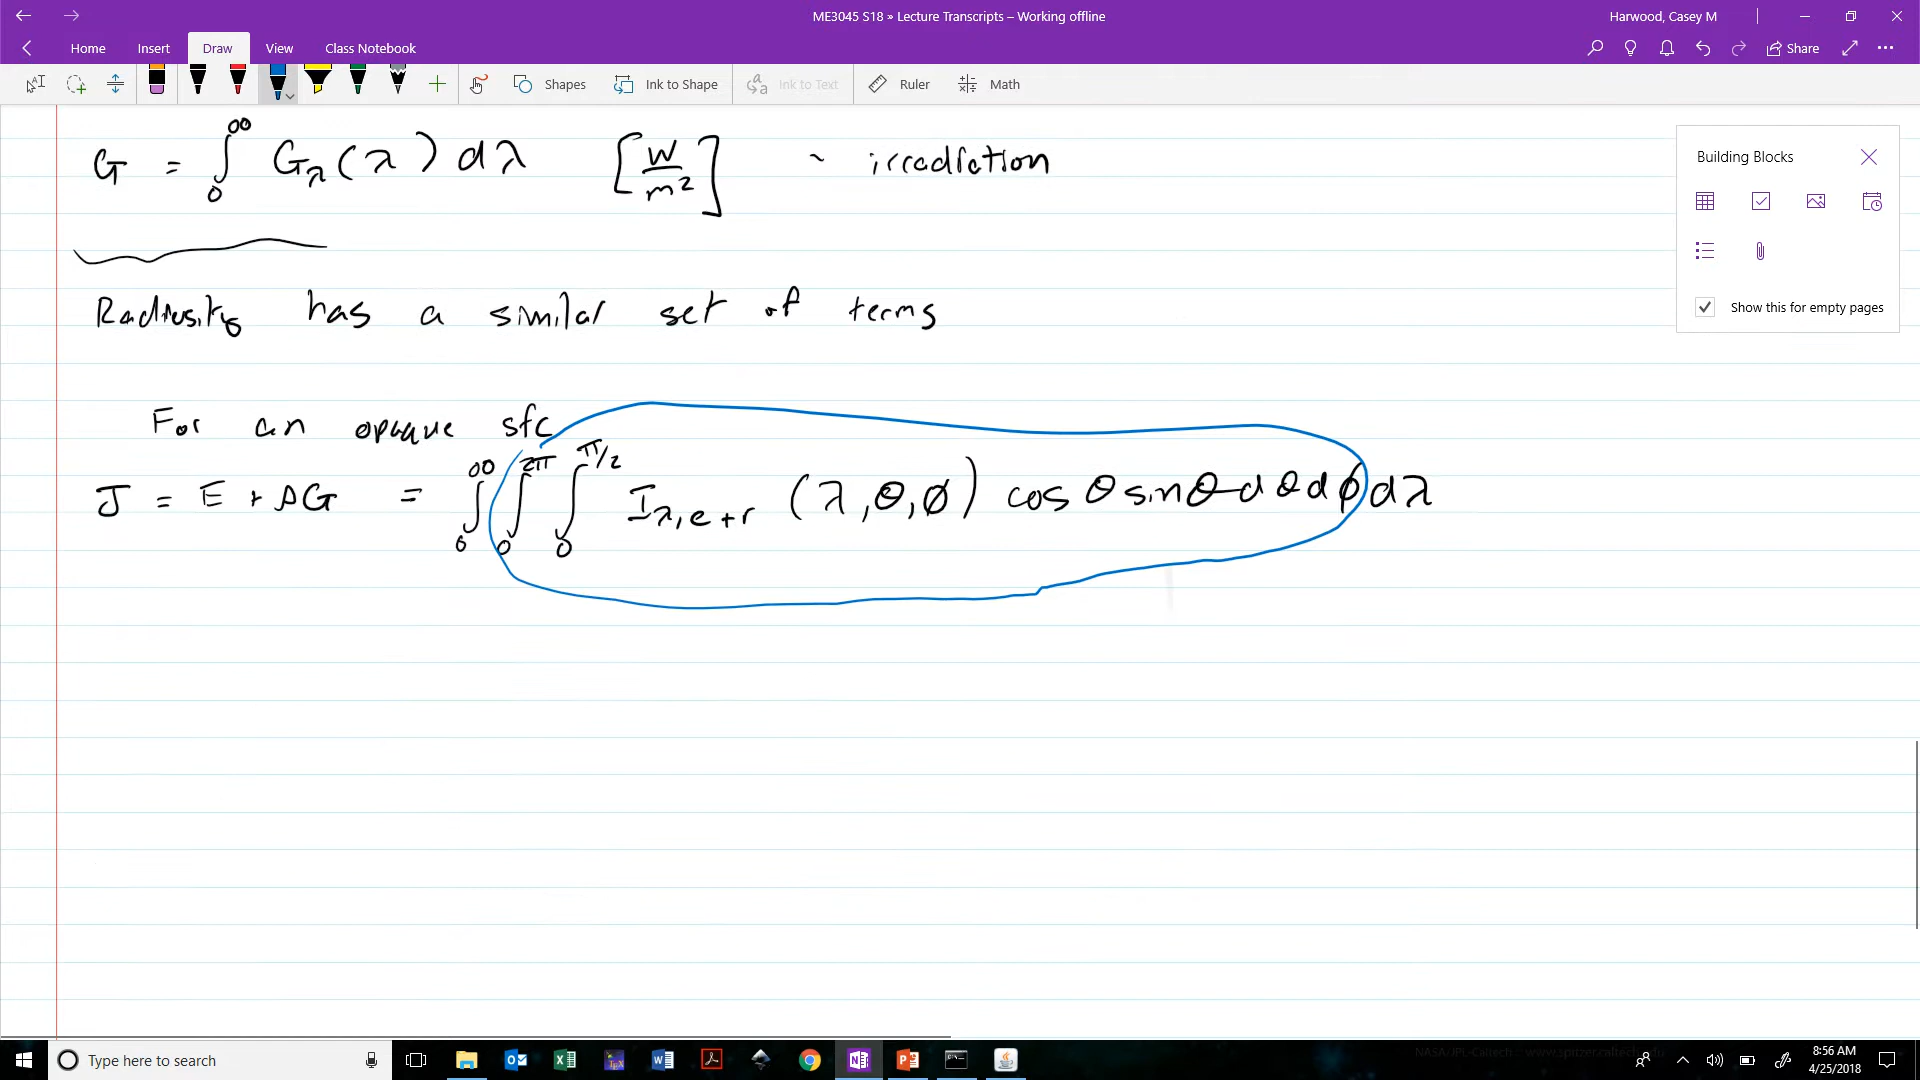 ME3045 S18 » Lecture Transcripts – Working offline
Harwood, Casey M
Home Insert Draw View Class Notebook
Share
Shapes Ink to Shape Ink to Text Ruler Math
G = ∫₀^∞ G_λ(λ) dλ [W/m²] ~ irradiation
Building Blocks
Show this for empty pages
Radiosity has a similar set of terms
For an opaque sfc
J = E + ρG = ∫₀^∞ ∫₀^2π ∫₀^π/2 I_λ,e+r (λ,θ,ø) cos θ sin θ dθ dϕ dλ
Type here to search
8:56 AM
4/25/2018